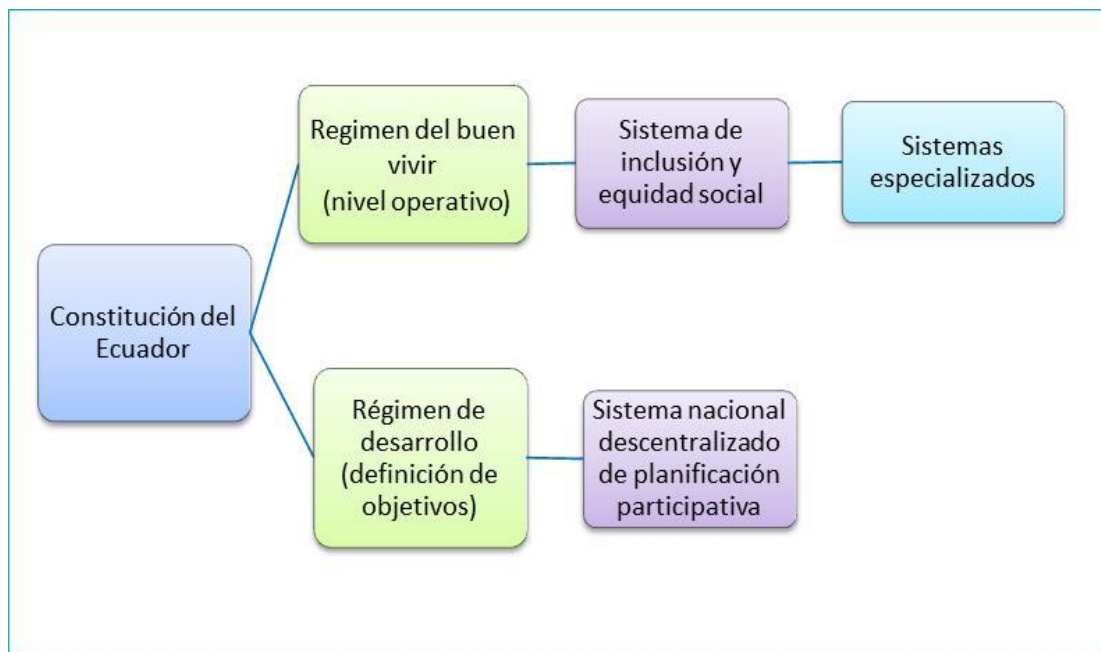 Constitución del
Ecuador
Regimen del buen
vivir
(nivel operativo)
Sistema de
inclusión y
equidad social
Sistemas
especializados
Régimen de
desarrollo
(definición de
objetivos)
Sistema nacional
descentralizado
de planificación
participativa